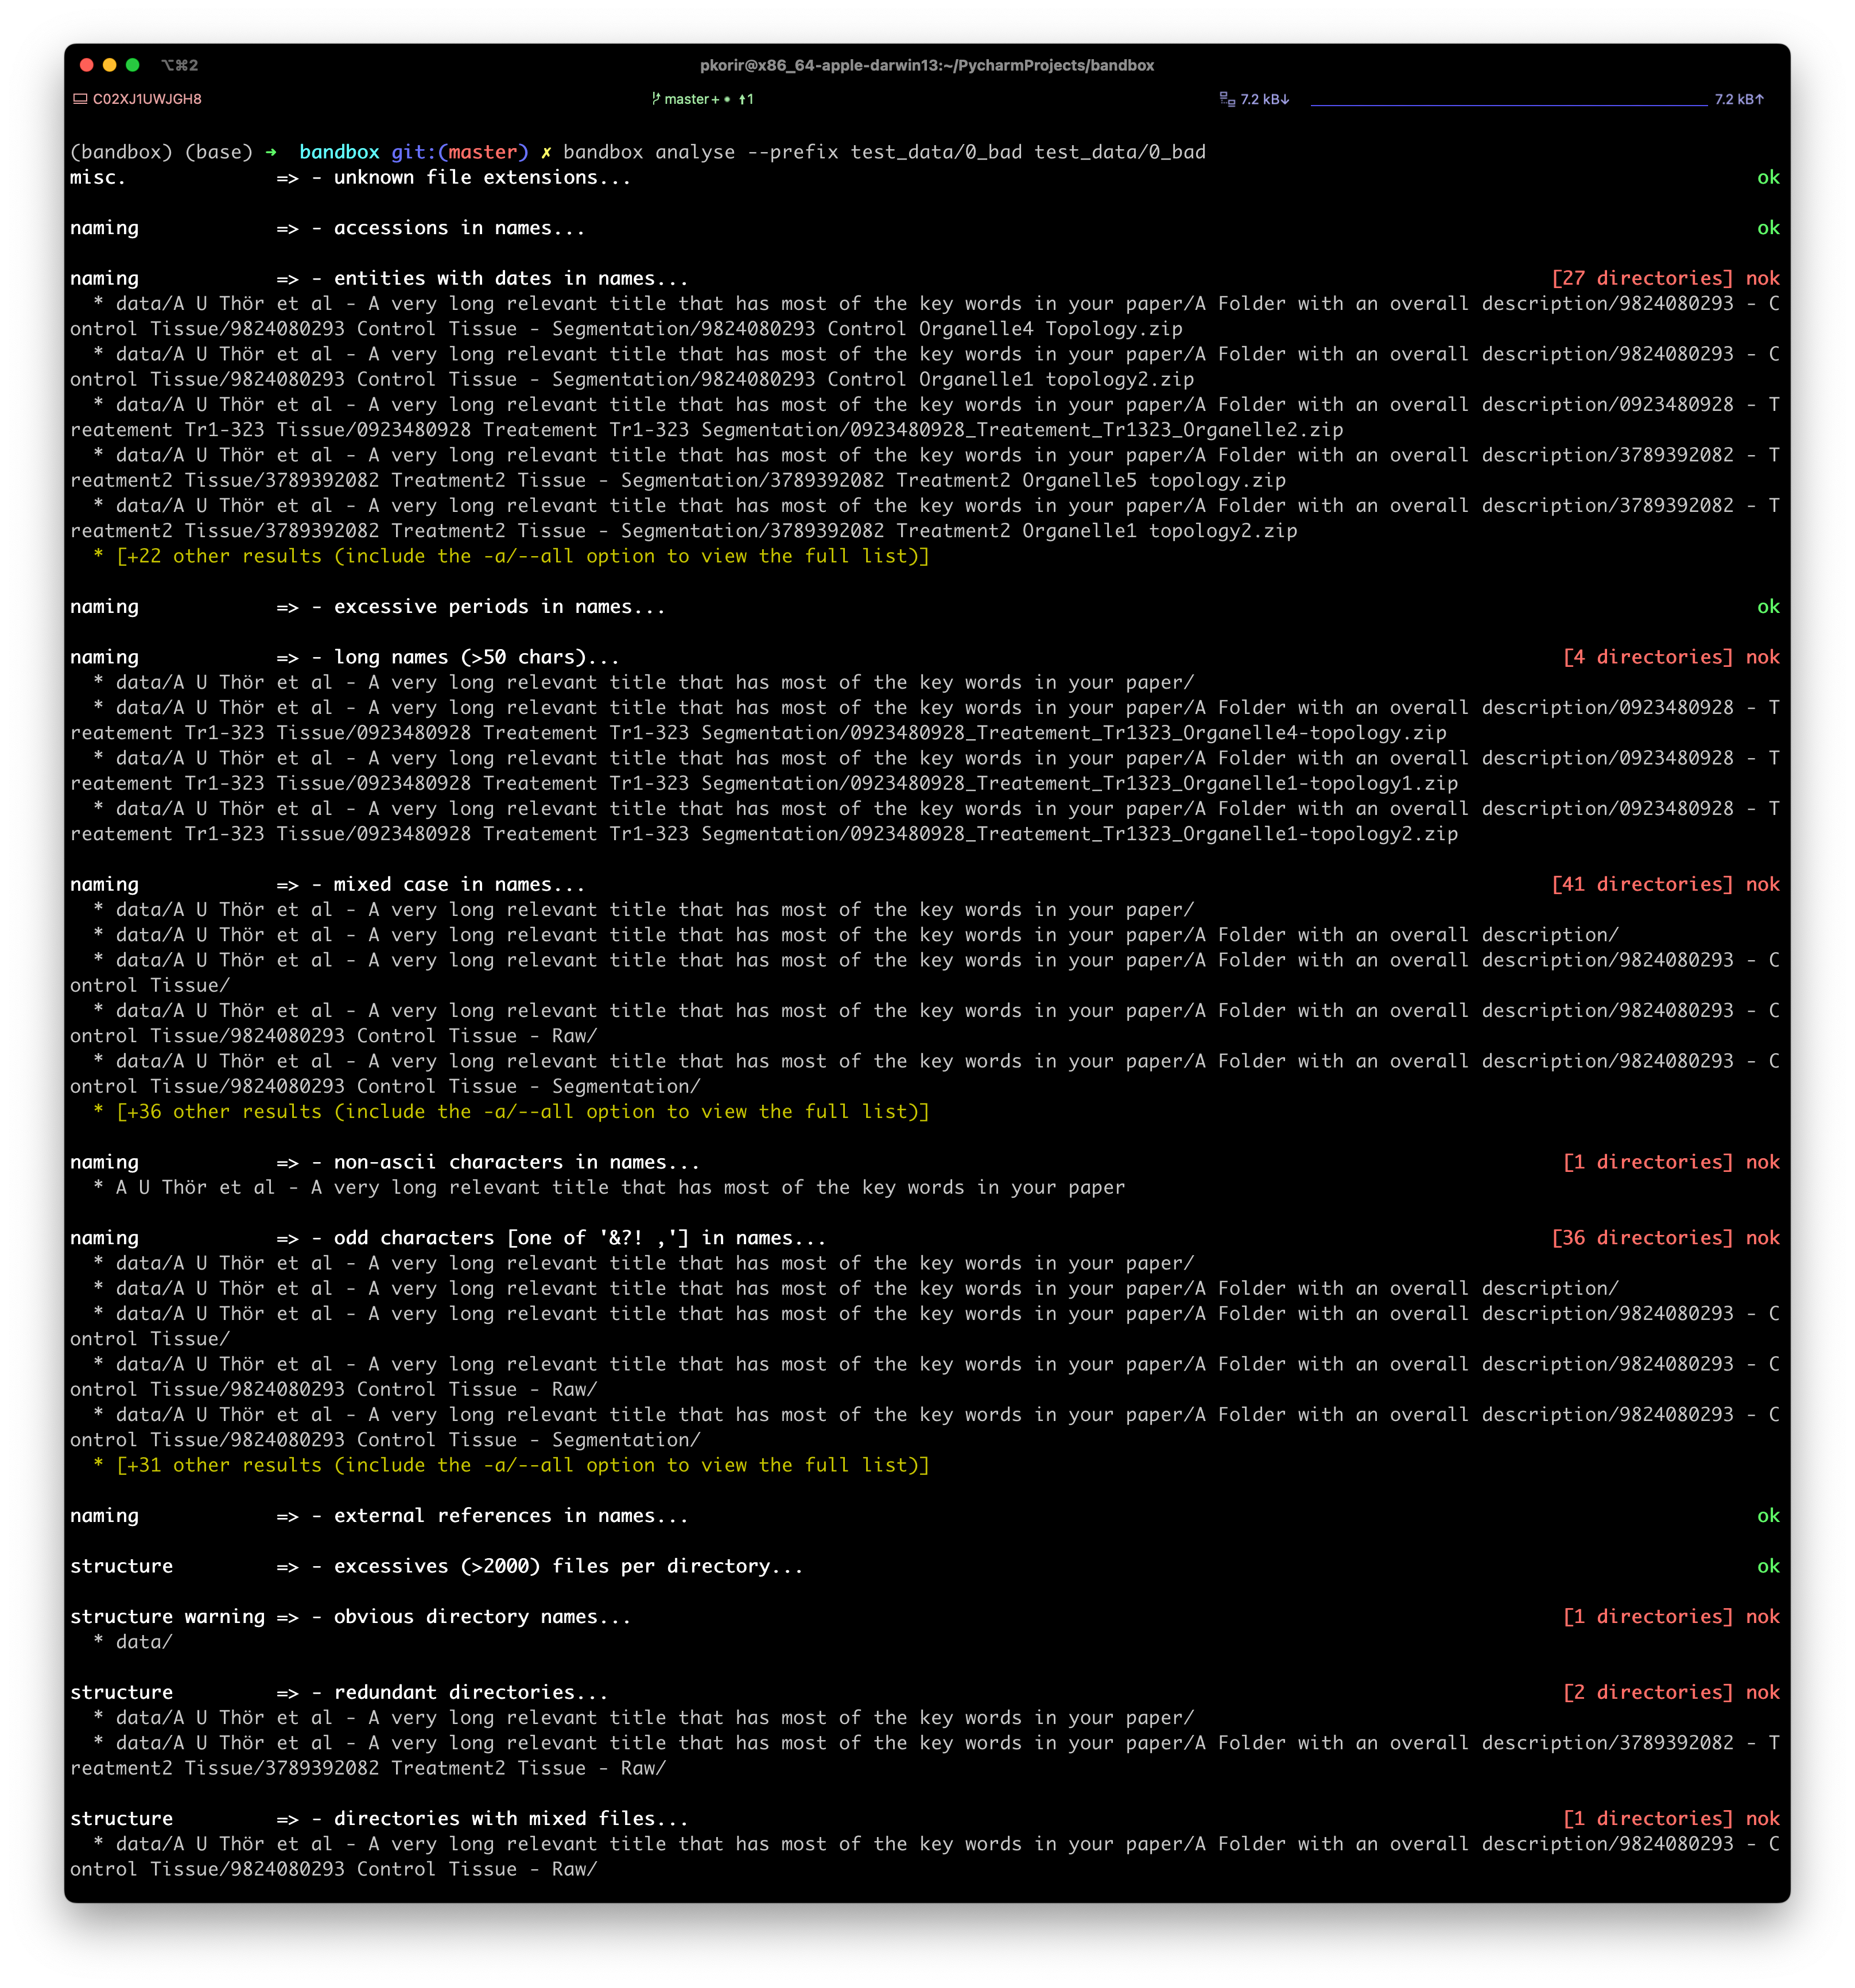 ⌥⌘2
pkorir@x86_64-apple-darwin13:~/PycharmProjects/bandbox
C02XJ1UWJGH8
master+ • ↑1
7.2 kB↓
7.2 kB↑
(bandbox) (base) ➜  bandbox git:(master) ✗ bandbox analyse --prefix test_data/0_bad test_data/0_bad
misc.             => - unknown file extensions... ok
naming            => - accessions in names... ok
naming            => - entities with dates in names... [27 directories] nok
  * data/A U Thör et al - A very long relevant title that has most of the key words in your paper/A Folder with an overall description/9824080293 - C
ontrol Tissue/9824080293 Control Tissue - Segmentation/9824080293 Control Organelle4 Topology.zip
  * data/A U Thör et al - A very long relevant title that has most of the key words in your paper/A Folder with an overall description/9824080293 - C
ontrol Tissue/9824080293 Control Tissue - Segmentation/9824080293 Control Organelle1 topology2.zip
  * data/A U Thör et al - A very long relevant title that has most of the key words in your paper/A Folder with an overall description/0923480928 - T
reatement Tr1-323 Tissue/0923480928 Treatement Tr1-323 Segmentation/0923480928_Treatement_Tr1323_Organelle2.zip
  * data/A U Thör et al - A very long relevant title that has most of the key words in your paper/A Folder with an overall description/3789392082 - T
reatment2 Tissue/3789392082 Treatment2 Tissue - Segmentation/3789392082 Treatment2 Organelle5 topology.zip
  * data/A U Thör et al - A very long relevant title that has most of the key words in your paper/A Folder with an overall description/3789392082 - T
reatment2 Tissue/3789392082 Treatment2 Tissue - Segmentation/3789392082 Treatment2 Organelle1 topology2.zip
  * [+22 other results (include the -a/--all option to view the full list)]
naming            => - excessive periods in names... ok
naming            => - long names (>50 chars)... [4 directories] nok
  * data/A U Thör et al - A very long relevant title that has most of the key words in your paper/
  * data/A U Thör et al - A very long relevant title that has most of the key words in your paper/A Folder with an overall description/0923480928 - T
reatement Tr1-323 Tissue/0923480928 Treatement Tr1-323 Segmentation/0923480928_Treatement_Tr1323_Organelle4-topology.zip
  * data/A U Thör et al - A very long relevant title that has most of the key words in your paper/A Folder with an overall description/0923480928 - T
reatement Tr1-323 Tissue/0923480928 Treatement Tr1-323 Segmentation/0923480928_Treatement_Tr1323_Organelle1-topology1.zip
  * data/A U Thör et al - A very long relevant title that has most of the key words in your paper/A Folder with an overall description/0923480928 - T
reatement Tr1-323 Tissue/0923480928 Treatement Tr1-323 Segmentation/0923480928_Treatement_Tr1323_Organelle1-topology2.zip
naming            => - mixed case in names... [41 directories] nok
  * data/A U Thör et al - A very long relevant title that has most of the key words in your paper/
  * data/A U Thör et al - A very long relevant title that has most of the key words in your paper/A Folder with an overall description/
  * data/A U Thör et al - A very long relevant title that has most of the key words in your paper/A Folder with an overall description/9824080293 - C
ontrol Tissue/
  * data/A U Thör et al - A very long relevant title that has most of the key words in your paper/A Folder with an overall description/9824080293 - C
ontrol Tissue/9824080293 Control Tissue - Raw/
  * data/A U Thör et al - A very long relevant title that has most of the key words in your paper/A Folder with an overall description/9824080293 - C
ontrol Tissue/9824080293 Control Tissue - Segmentation/
  * [+36 other results (include the -a/--all option to view the full list)]
naming            => - non-ascii characters in names... [1 directories] nok
  * A U Thör et al - A very long relevant title that has most of the key words in your paper
naming            => - odd characters [one of '&?! ,'] in names... [36 directories] nok
  * data/A U Thör et al - A very long relevant title that has most of the key words in your paper/
  * data/A U Thör et al - A very long relevant title that has most of the key words in your paper/A Folder with an overall description/
  * data/A U Thör et al - A very long relevant title that has most of the key words in your paper/A Folder with an overall description/9824080293 - C
ontrol Tissue/
  * data/A U Thör et al - A very long relevant title that has most of the key words in your paper/A Folder with an overall description/9824080293 - C
ontrol Tissue/9824080293 Control Tissue - Raw/
  * data/A U Thör et al - A very long relevant title that has most of the key words in your paper/A Folder with an overall description/9824080293 - C
ontrol Tissue/9824080293 Control Tissue - Segmentation/
  * [+31 other results (include the -a/--all option to view the full list)]
naming            => - external references in names... ok
structure         => - excessives (>2000) files per directory... ok
structure warning => - obvious directory names... [1 directories] nok
  * data/
structure         => - redundant directories... [2 directories] nok
  * data/A U Thör et al - A very long relevant title that has most of the key words in your paper/
  * data/A U Thör et al - A very long relevant title that has most of the key words in your paper/A Folder with an overall description/3789392082 - T
reatment2 Tissue/3789392082 Treatment2 Tissue - Raw/
structure         => - directories with mixed files... [1 directories] nok
  * data/A U Thör et al - A very long relevant title that has most of the key words in your paper/A Folder with an overall description/9824080293 - C
ontrol Tissue/9824080293 Control Tissue - Raw/